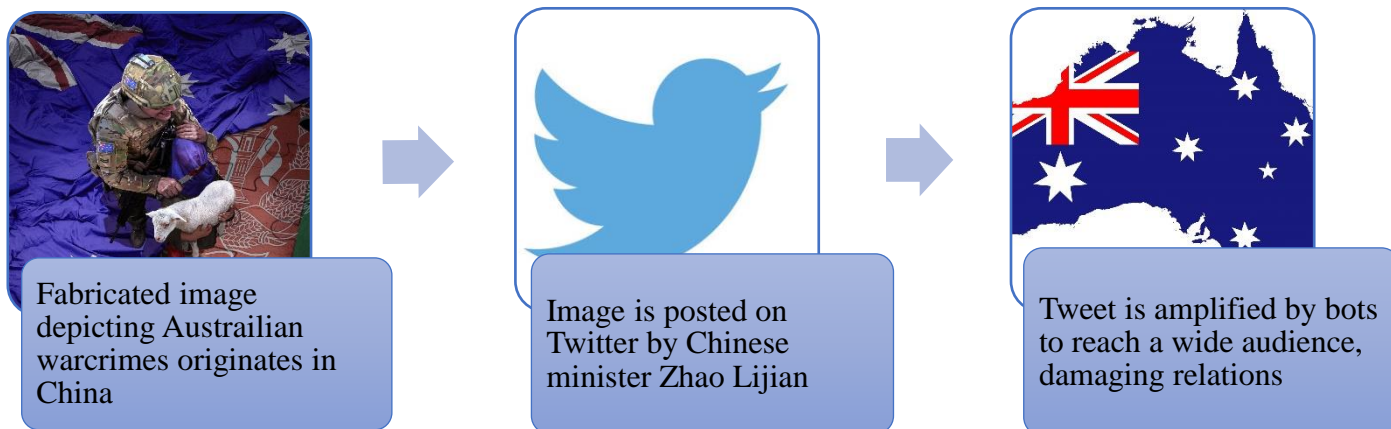 Fabricated image
depicting Austrailian
warcrimes originates in
China
Image is posted on
Twitter by Chinese
minister Zhao Lijian
Tweet is amplified by bots
to reach a wide audience,
damaging relations